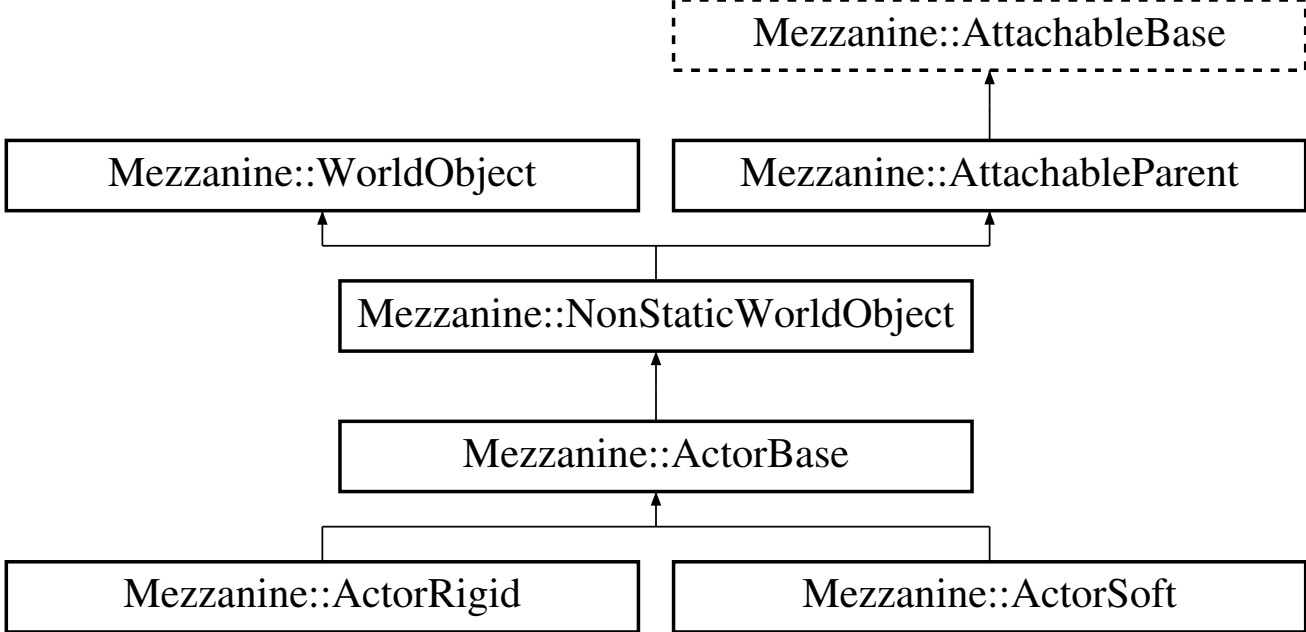 Mezzanine::AttachableBase
Mezzanine::WorldObject
Mezzanine::AttachableParent
Mezzanine::NonStaticWorldObject
Mezzanine::ActorBase
Mezzanine::ActorRigid
Mezzanine::ActorSoft